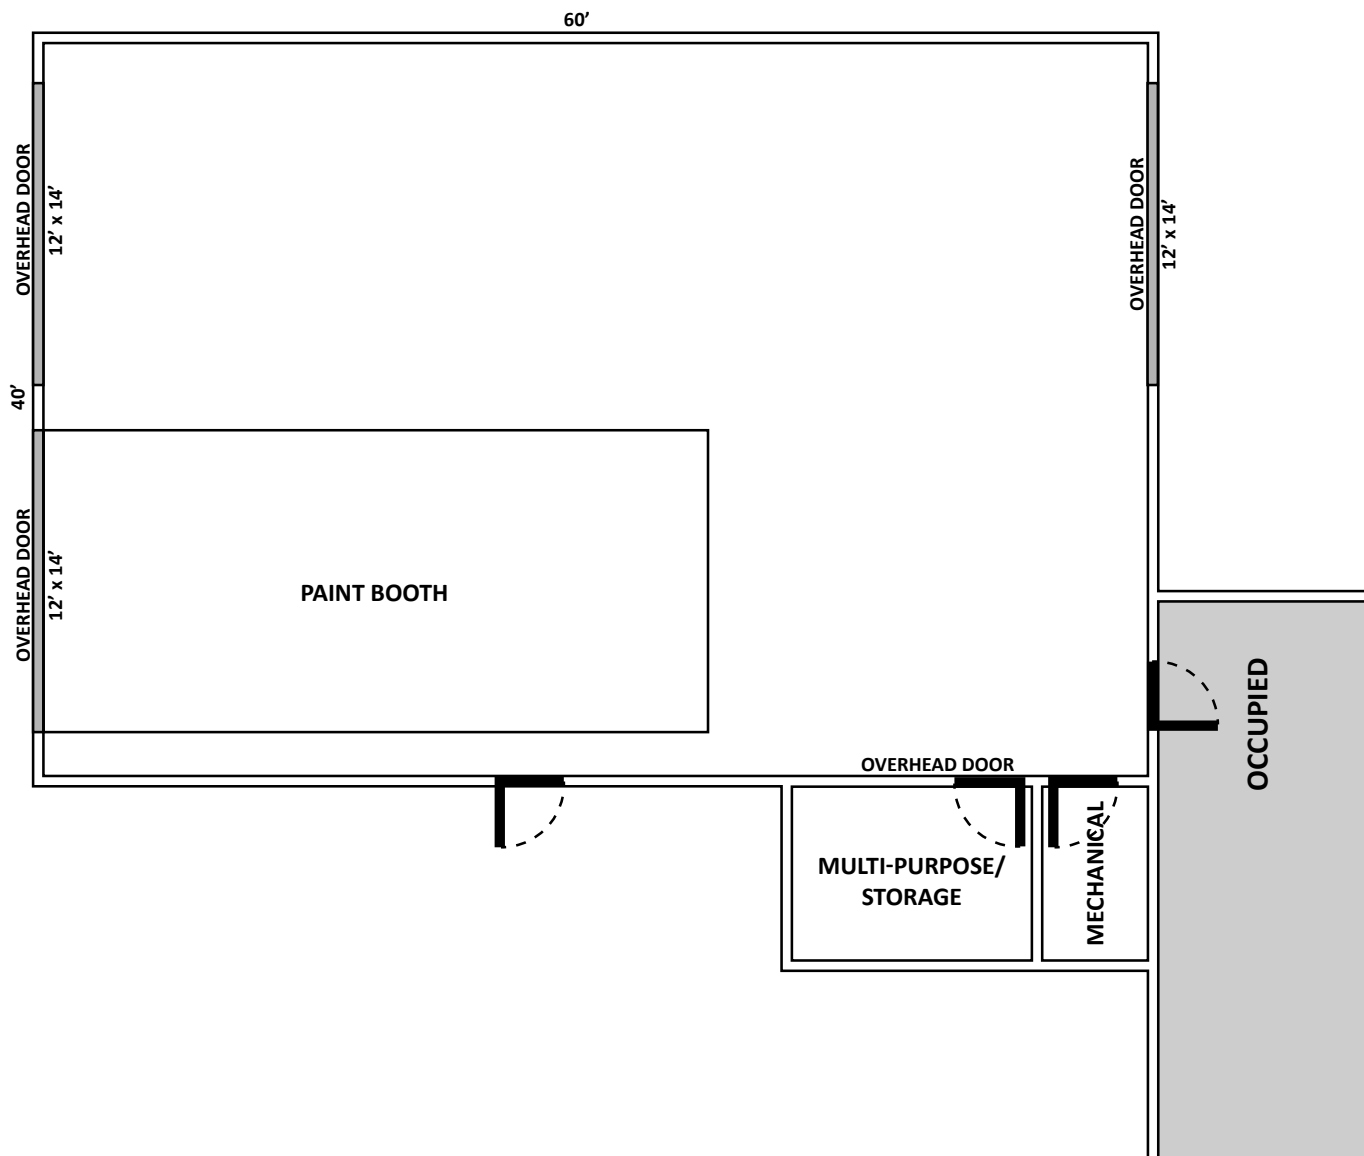 60’
OVERHEAD DOOR
12’ x 14’
OVERHEAD DOOR
12’ x 14’
40’
OVERHEAD DOOR
12’ x 14’
PAINT BOOTH
OCCUPIED
OVERHEAD DOOR
MULTI-PURPOSE/
STORAGE
MECHANICAL